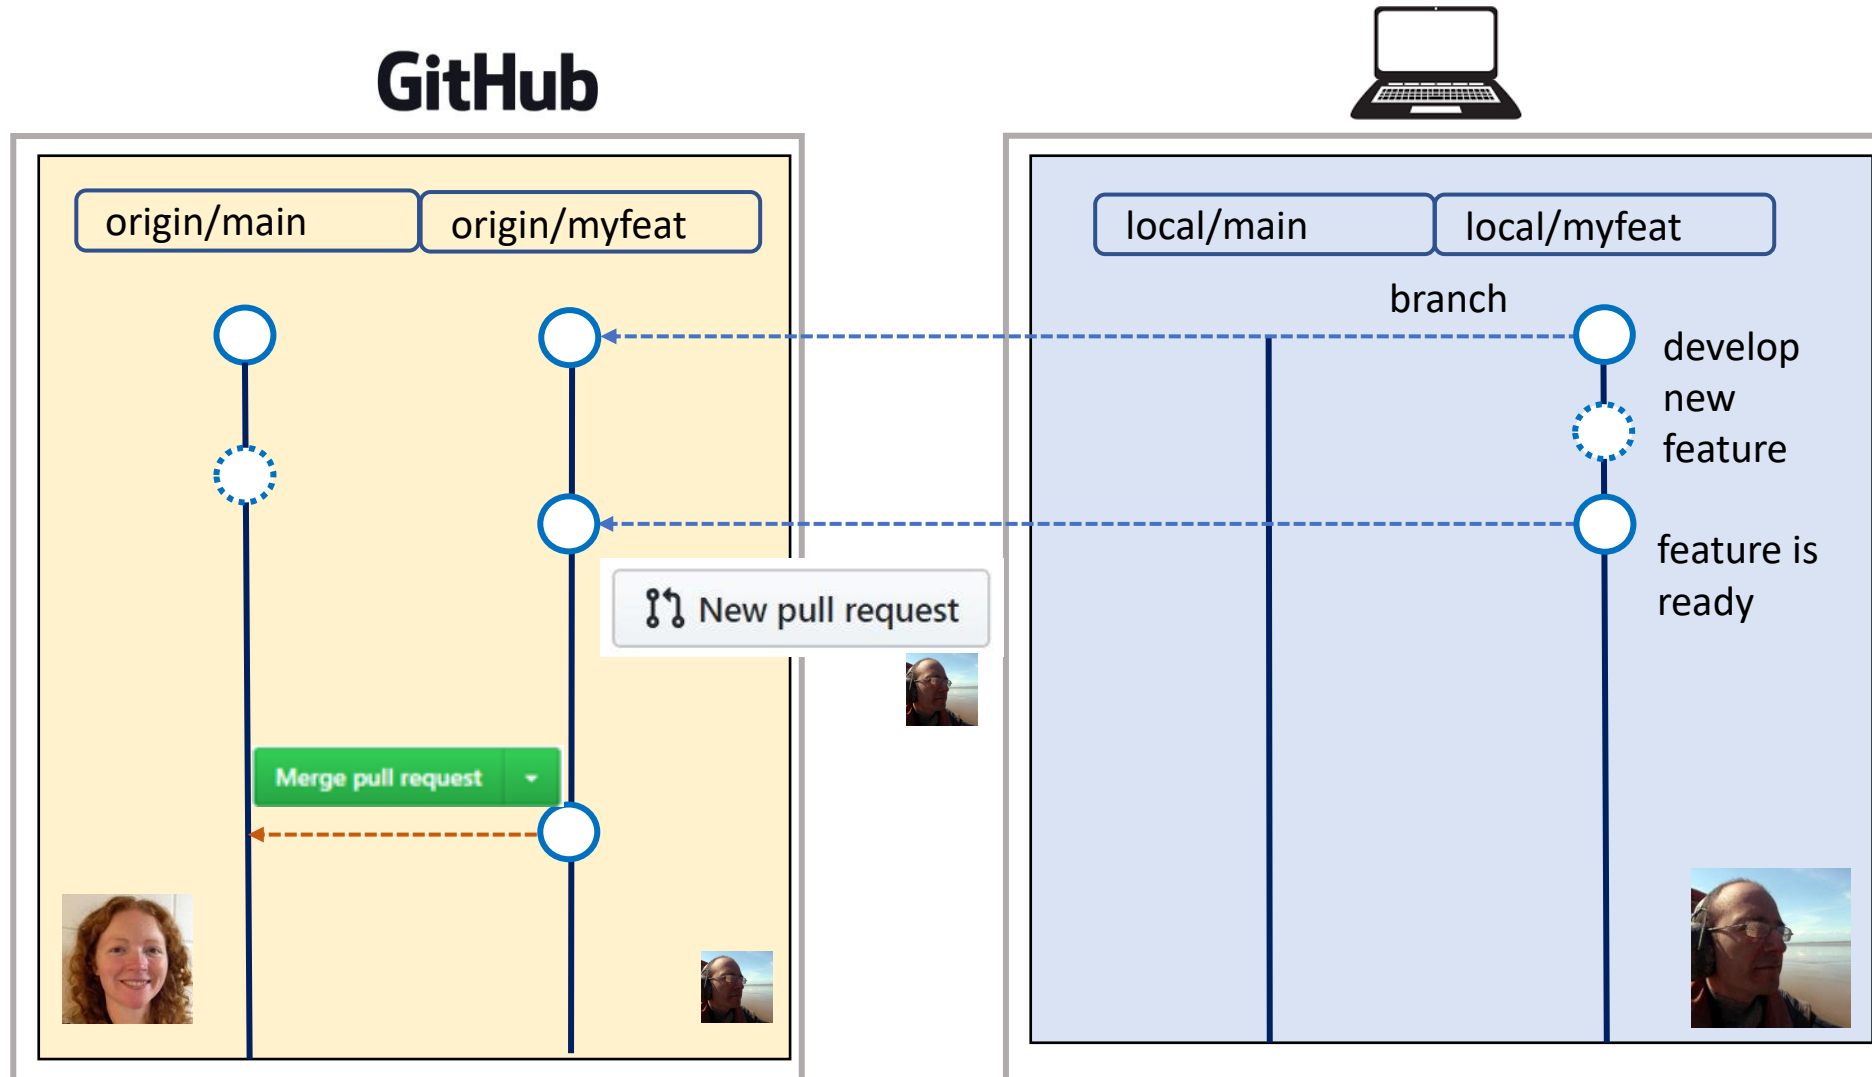 GitHub
origin/main
origin/myfeat
local/main
local/myfeat
branch
develop
new
feature
feature is
ready
New pull request
Merge pull request